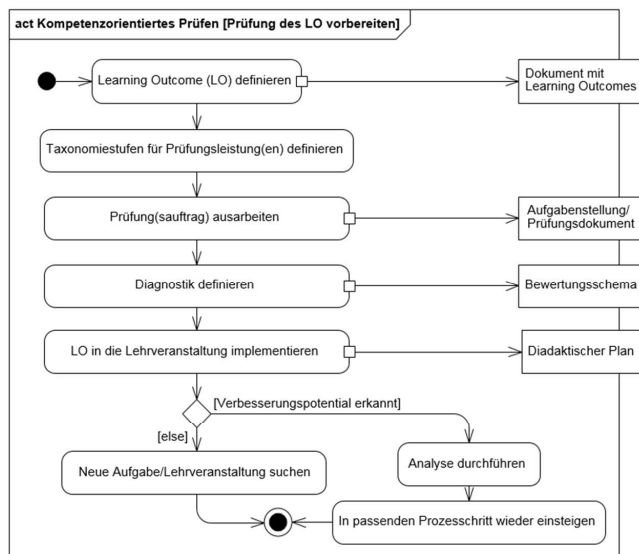 act Kompetenzorientiertes Prüfen [Prüfung des LO vorbereiten]
Learning Outcome (LO) definieren
Dokument mit
Learning Outcomes
Taxonomiestufen für Prüfungsleistung(en) definieren
Prüfung(sauftrag) ausarbeiten
Aufgabenstellung/
Prüfungsdokument
Diagnostik definieren
Bewertungsschema
LO in die Lehrveranstaltung implementieren
Diadaktischer Plan
[Verbesserungspotential erkannt]
[else]
Neue Aufgabe/Lehrveranstaltung suchen
Analyse durchführen
In passenden Prozesschritt wieder einsteigen